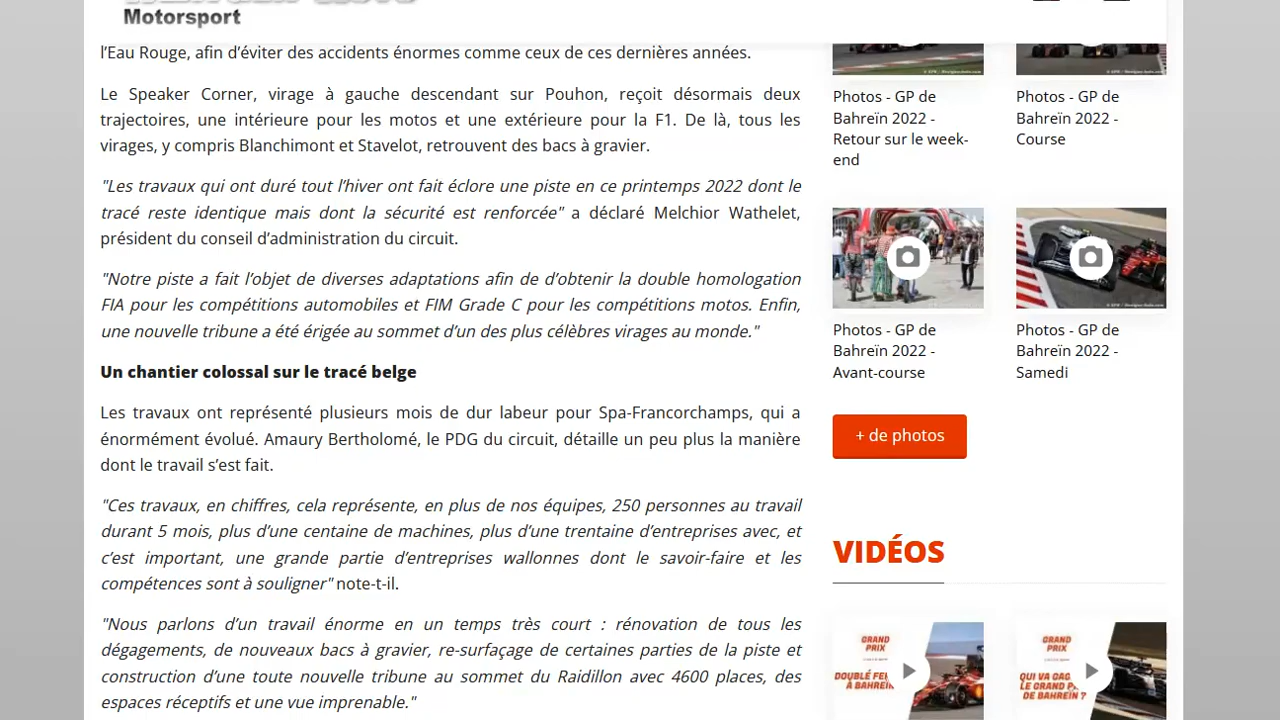 Motorsport
l’Eau Rouge, afin d’éviter des accidents énormes comme ceux de ces dernières années.
Le Speaker Corner, virage à gauche descendant sur Pouhon, reçoit désormais deux
trajectoires, une intérieure pour les motos et une extérieure pour la F1. De là, tous les
virages, y compris Blanchimont et Stavelot, retrouvent des bacs à gravier.
"Les travaux qui ont duré tout l’hiver ont fait éclore une piste en ce printemps 2022 dont le
tracé reste identique mais dont la sécurité est renforcée" a déclaré Melchior Wathelet,
président du conseil d’administration du circuit.
"Notre piste a fait l’objet de diverses adaptations afin de d’obtenir la double homologation
FIA pour les compétitions automobiles et FIM Grade C pour les compétitions motos. Enfin,
une nouvelle tribune a été érigée au sommet d’un des plus célèbres virages au monde."
Un chantier colossal sur le tracé belge
Les travaux ont représenté plusieurs mois de dur labeur pour Spa-Francorchamps, qui a
énormément évolué. Amaury Bertholomé, le PDG du circuit, détaille un peu plus la manière
dont le travail s’est fait.
"Ces travaux, en chiffres, cela représente, en plus de nos équipes, 250 personnes au travail
durant 5 mois, plus d’une centaine de machines, plus d’une trentaine d’entreprises avec, et
c’est important, une grande partie d’entreprises wallonnes dont le savoir-faire et les
compétences sont à souligner" note-t-il.
"Nous parlons d’un travail énorme en un temps très court : rénovation de tous les
dégagements, de nouveaux bacs à gravier, re-surfaçage de certaines parties de la piste et
construction d’une toute nouvelle tribune au sommet du Raidillon avec 4600 places, des
espaces réceptifs et une vue imprenable."
Photos - GP de
Bahreïn 2022 -
Retour sur le week-
end
Photos - GP de
Bahreïn 2022 -
Course
Photos - GP de
Bahreïn 2022 -
Avant-course
Photos - GP de
Bahreïn 2022 -
Samedi
+ de photos
VIDÉOS
GRAND
PRIX
DOUBLÉ FE
À BAHREÏN
GRAND
PRIX
QUI VA GAG
LE GRAND P
DE BAHREÏN ?